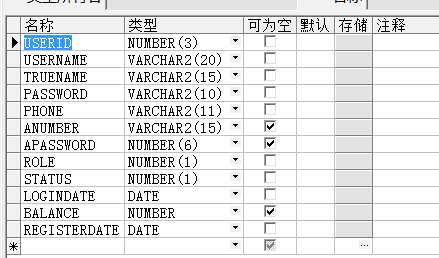 名称 类型 可为空 默认 存储 注释
USERID NUMBER(3)
USERNAME VARCHAR2(20)
TRUENAME VARCHAR2(15)
PASSWORD VARCHAR2(10)
PHONE VARCHAR2(11)
ANUMBER VARCHAR2(15)
APASSWORD NUMBER(6)
ROLE NUMBER(1)
STATUS NUMBER(1)
LOGINDATE DATE
BALANCE NUMBER
REGISTERDATE DATE